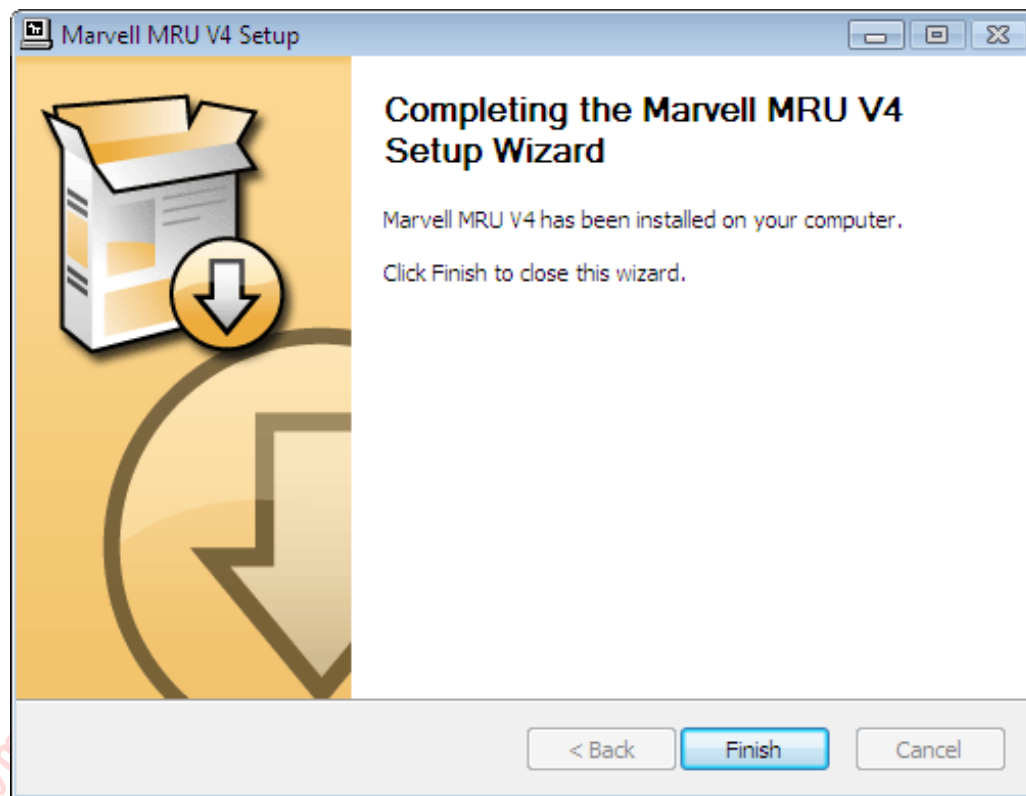 Marvell MRU V4 Setup
Completing the Marvell MRU V4
Setup Wizard
Marvell MRU V4 has been installed on your computer.
Click Finish to close this wizard.
< Back
Finish
Cancel